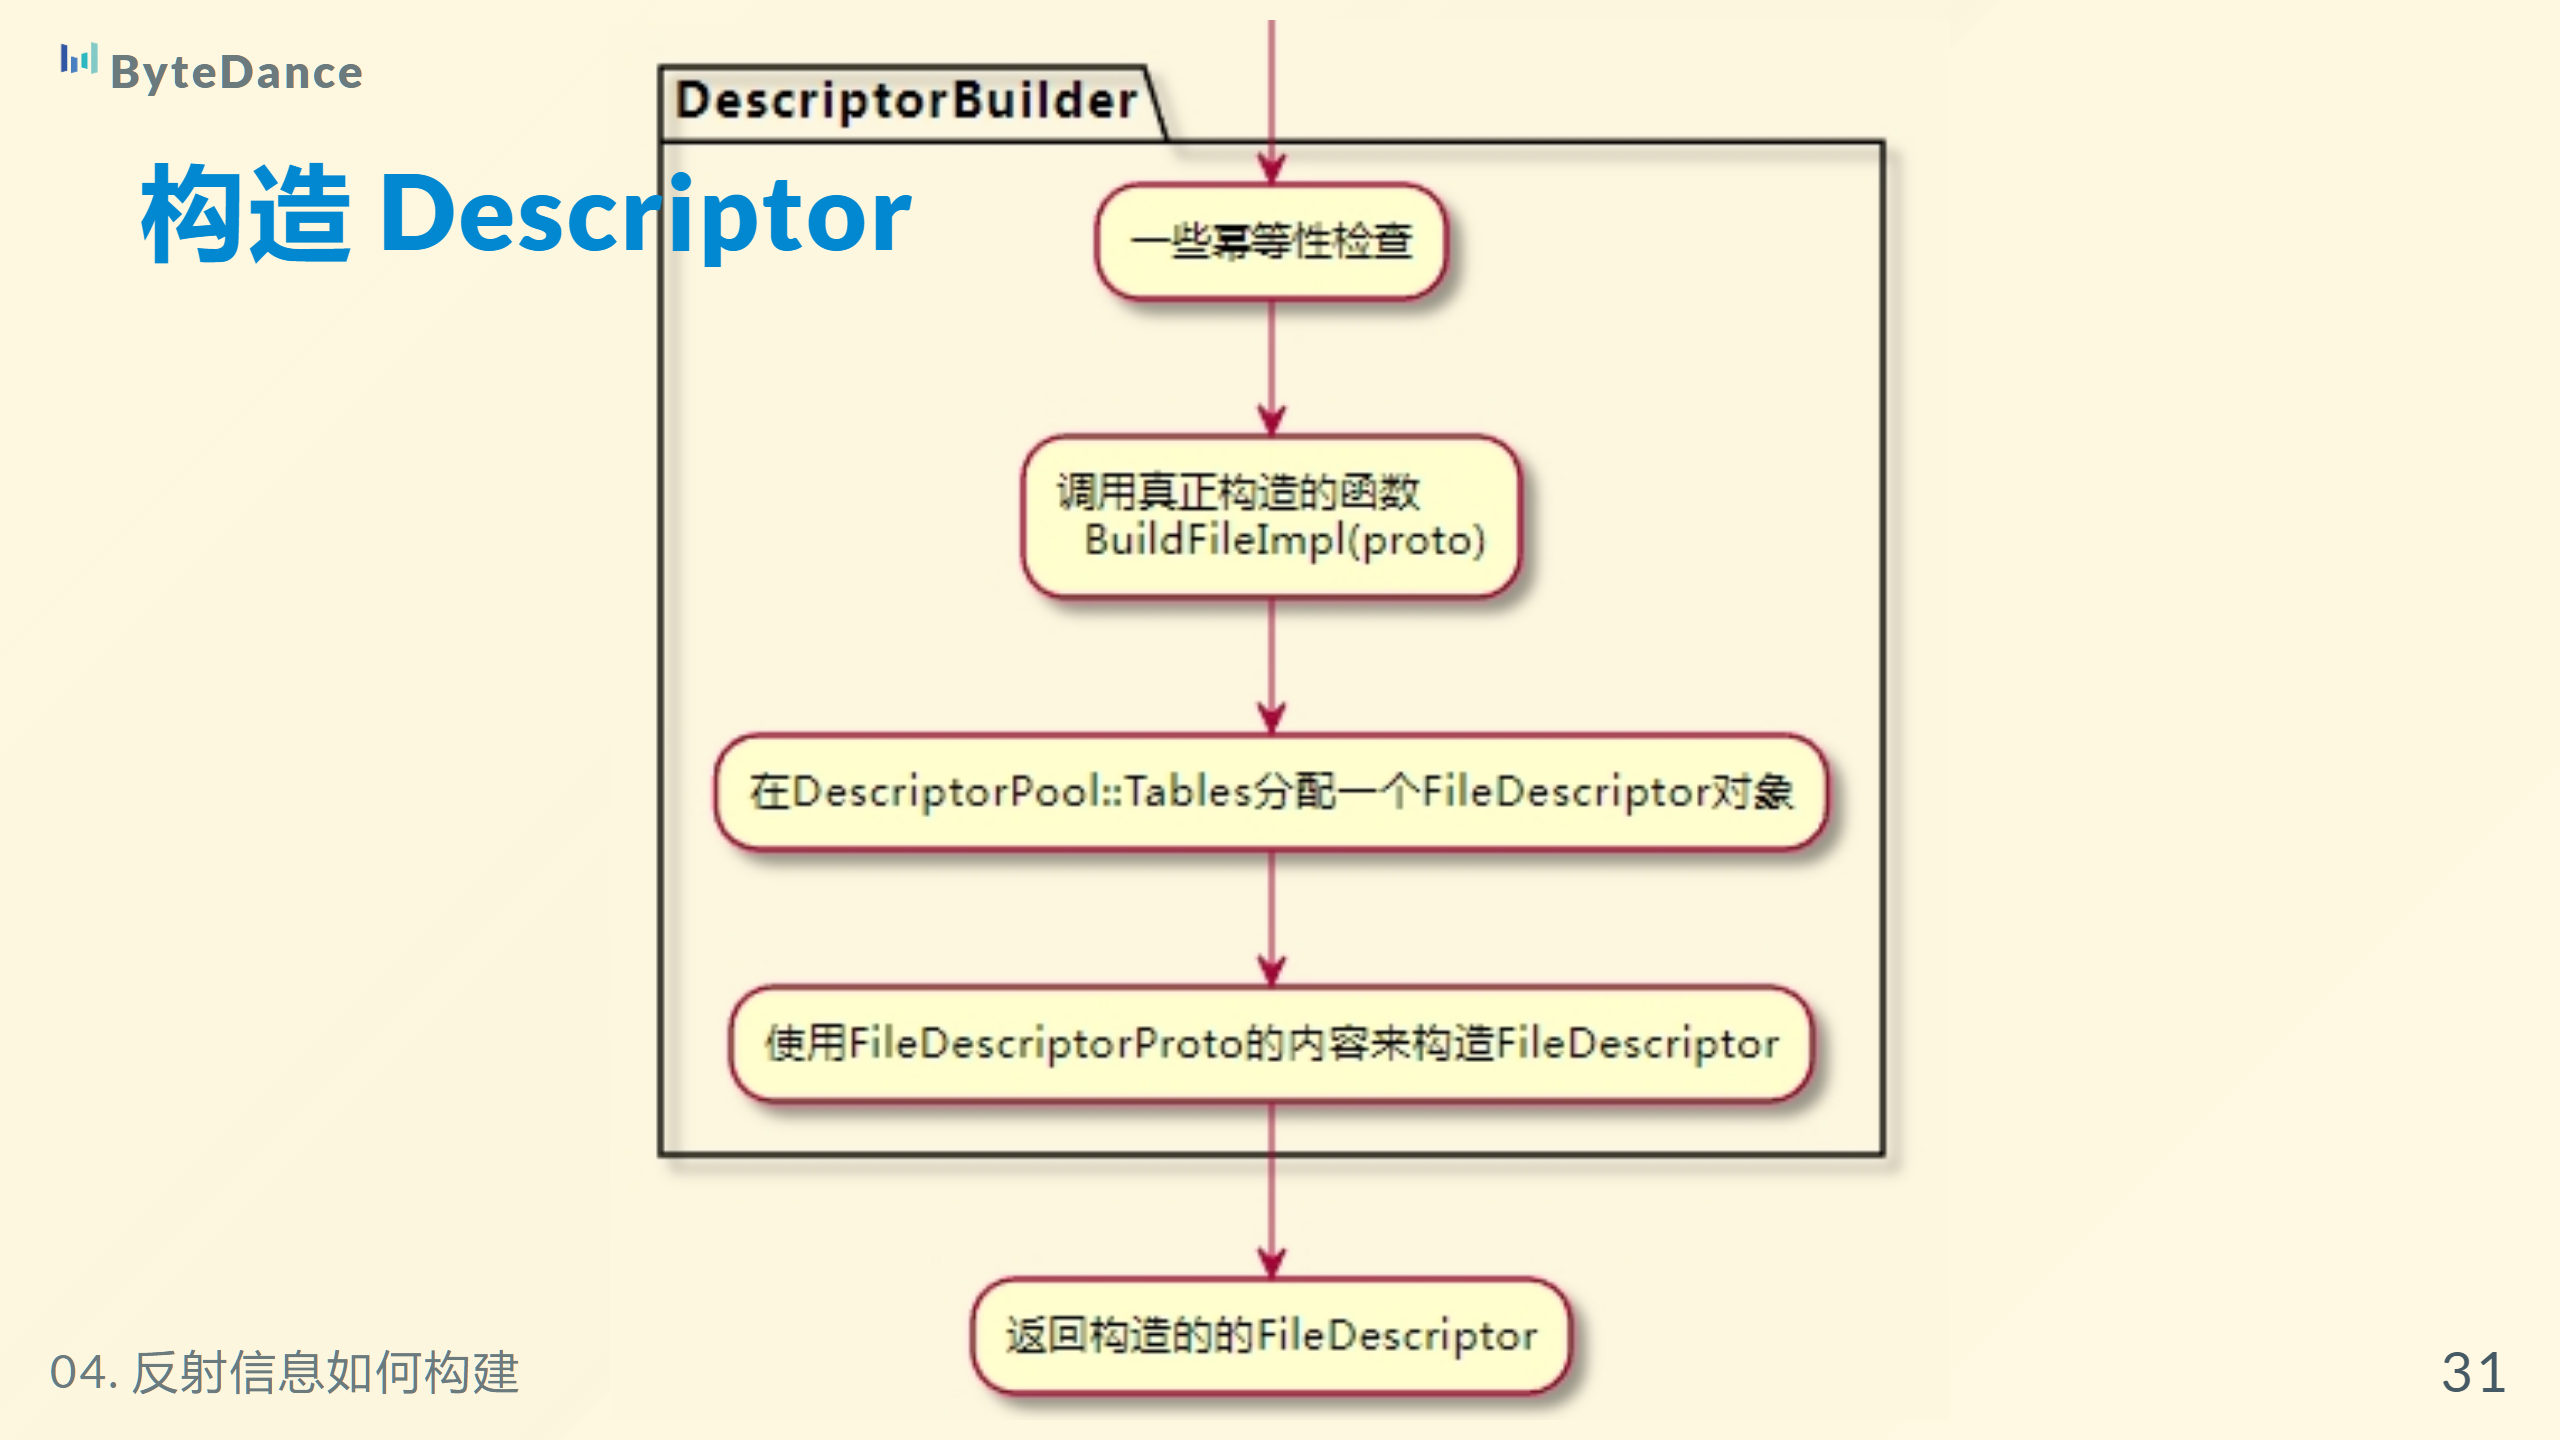 ByteDance
构造 Descriptor
DescriptorBuilder
一些幂等性检查
调用真正构造的函数
BuildFileImpl(proto)
在DescriptorPool::Tables分配一个FileDescriptor对象
使用FileDescriptorProto的内容来构造FileDescriptor
返回构造的的FileDescriptor
04. 反射信息如何构建
31